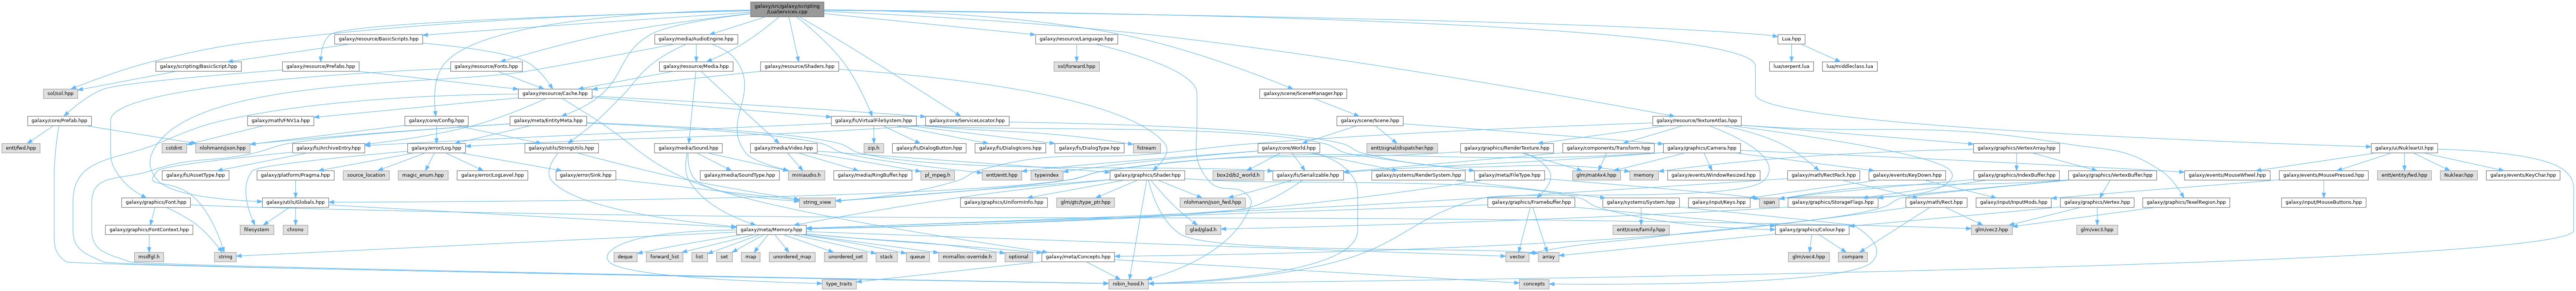 galaxy/src/galaxy/scripting
/LuaServices.cpp
galaxy/resource/BasicScripts.hpp
galaxy/media/AudioEngine.hpp
galaxy/resource/Language.hpp
Lua.hpp
galaxy/scripting/BasicScript.hpp
galaxy/resource/Prefabs.hpp
galaxy/resource/Fonts.hpp
galaxy/resource/Media.hpp
galaxy/resource/Shaders.hpp
sol/forward.hpp
lua/serpent.lua
lua/middleclass.lua
sol/sol.hpp
galaxy/resource/Cache.hpp
galaxy/scene/SceneManager.hpp
galaxy/core/Prefab.hpp
galaxy/math/FNV1a.hpp
galaxy/core/Config.hpp
galaxy/meta/EntityMeta.hpp
galaxy/fs/VirtualFileSystem.hpp
galaxy/core/ServiceLocator.hpp
galaxy/scene/Scene.hpp
galaxy/resource/TextureAtlas.hpp
entt/fwd.hpp
cstdint
nlohmann/json.hpp
galaxy/fs/ArchiveEntry.hpp
galaxy/error/Log.hpp
galaxy/utils/StringUtils.hpp
galaxy/media/Sound.hpp
galaxy/media/Video.hpp
zip.h
galaxy/fs/DialogButton.hpp
galaxy/fs/DialogIcons.hpp
galaxy/fs/DialogType.hpp
fstream
galaxy/core/World.hpp
entt/signal/dispatcher.hpp
galaxy/graphics/RenderTexture.hpp
galaxy/components/Transform.hpp
galaxy/graphics/Camera.hpp
galaxy/graphics/VertexArray.hpp
galaxy/ui/NuklearUI.hpp
galaxy/fs/AssetType.hpp
galaxy/platform/Pragma.hpp
source_location
magic_enum.hpp
galaxy/error/LogLevel.hpp
galaxy/error/Sink.hpp
galaxy/media/SoundType.hpp
miniaudio.h
galaxy/media/RingBuffer.hpp
pl_mpeg.h
entt/entt.hpp
typeindex
galaxy/graphics/Shader.hpp
box2d/b2_world.h
galaxy/fs/Serializable.hpp
galaxy/systems/RenderSystem.hpp
galaxy/meta/FileType.hpp
glm/mat4x4.hpp
memory
galaxy/events/WindowResized.hpp
galaxy/math/RectPack.hpp
galaxy/events/KeyDown.hpp
galaxy/graphics/IndexBuffer.hpp
galaxy/graphics/VertexBuffer.hpp
galaxy/events/MouseWheel.hpp
galaxy/events/MousePressed.hpp
entt/entity/fwd.hpp
Nuklear.hpp
galaxy/events/KeyChar.hpp
galaxy/graphics/Font.hpp
galaxy/utils/Globals.hpp
string_view
galaxy/graphics/UniformInfo.hpp
glm/gtc/type_ptr.hpp
nlohmann/json_fwd.hpp
galaxy/graphics/Framebuffer.hpp
galaxy/systems/System.hpp
span
galaxy/input/Keys.hpp
galaxy/graphics/StorageFlags.hpp
galaxy/math/Rect.hpp
galaxy/input/InputMods.hpp
galaxy/graphics/Vertex.hpp
galaxy/graphics/TexelRegion.hpp
galaxy/input/MouseButtons.hpp
galaxy/graphics/FontContext.hpp
filesystem
chrono
galaxy/meta/Memory.hpp
glad/glad.h
entt/core/family.hpp
galaxy/graphics/Colour.hpp
glm/vec2.hpp
glm/vec3.hpp
msdfgl.h
string
deque
forward_list
list
set
map
unordered_map
unordered_set
stack
queue
mimalloc-override.h
optional
galaxy/meta/Concepts.hpp
vector
array
glm/vec4.hpp
compare
type_traits
robin_hood.h
concepts